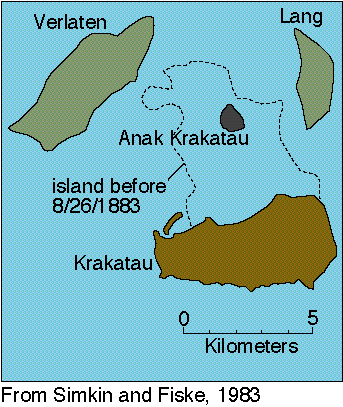 Verlaten
Lang
Anak Krakatau
island before
8/26/1883
Krakatau
0 5
Kilometers
From Simkin and Fiske, 1983